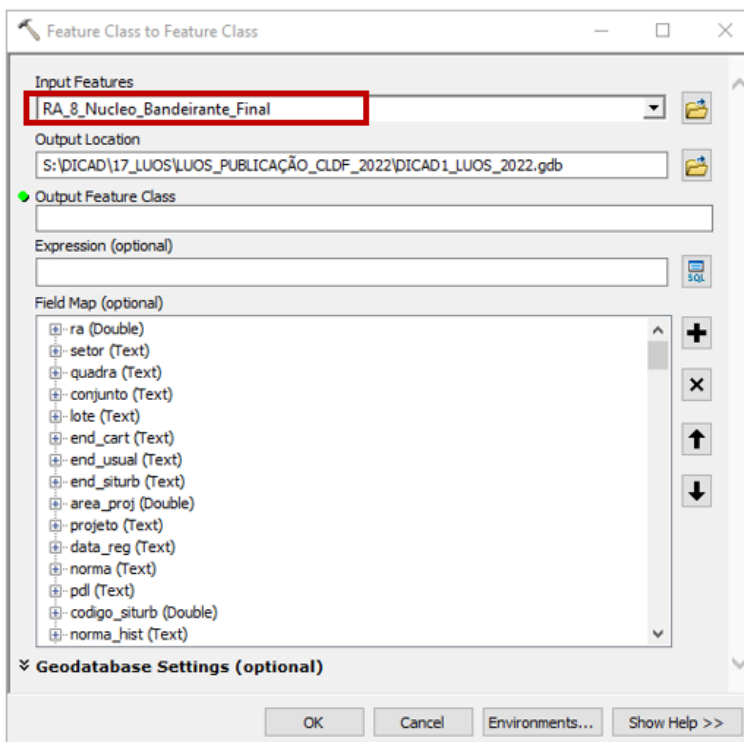 Feature Class to Feature Class
Input Features
RA_8_Nucleo_Bandeirante_Final
Output Location
S:\DICAD\17_LUOS\LUOS_PUBLICAÇÃO_CLDF_2022\DICAD1_LUOS_2022.gdb
Output Feature Class
Expression (optional)
SQL
Field Map (optional)
ra (Double)
setor (Text)
quadra (Text)
conjunto (Text)
lote (Text)
end_cart (Text)
end_usual (Text)
end_siturb (Text)
area_proj (Double)
projeto (Text)
data_reg (Text)
norma (Text)
pdl (Text)
codigo_siturb (Double)
norma_hist (Text)
Geodatabase Settings (optional)
OK Cancel Environments... Show Help >>